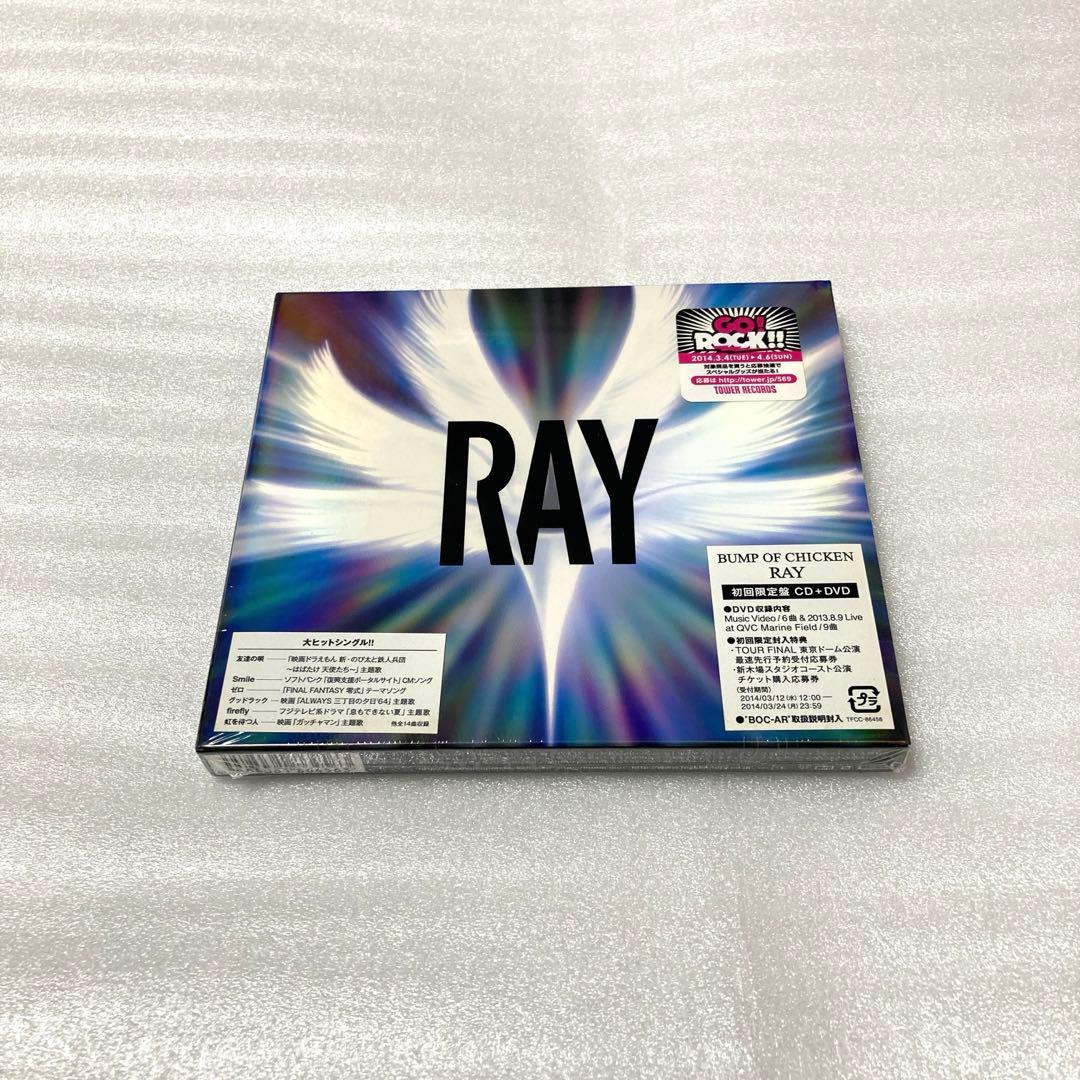 GO!
ROCK!!
2014.3.4(TUE)▶4.6(SUN)
対象商品を買うと応募抽選で
スペシャルグッズが当たる!
応募は http://tower.jp/569
TOWER RECORDS
RAY
BUMP OF CHICKEN
RAY
初回限定盤 CD+DVD
●DVD収録内容
Music Video/6曲 & 2013.8.9 Live
at QVC Marine Field/9曲
●初回限定封入特典
・TOUR FINAL 東京ドーム公演
最速先行予約受付応募券
・新木場スタジオコースト公演
チケット購入応募券
〈受付期間〉
2014/03/12(水) 12:00—
2014/03/24(月) 23:59
●"BOC-AR"取扱説明封入
プラ
TFCC-86458
大ヒットシングル!!
友達の唄 ——「映画ドラえもん 新・のび太と鉄人兵団
〜はばたけ 天使たち〜」主題歌
Smile —— ソフトバンク「復興支援ポータルサイト」CMソング
ゼロ ——「FINAL FANTASY 零式」テーマソング
グッドラック — 映画「ALWAYS 三丁目の夕日'64」主題歌
firefly —— フジテレビ系ドラマ「息もできない夏」主題歌
虹を待つ人 — 映画「ガッチャマン」主題歌 他全14曲収録